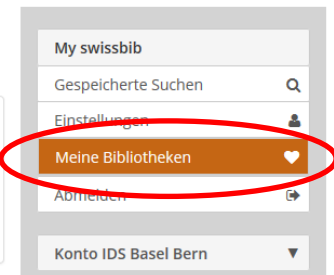 My swissbib
Gespeicherte Suchen
Einstellungen
Meine Bibliotheken
Abmelden
Konto IDS Basel Bern